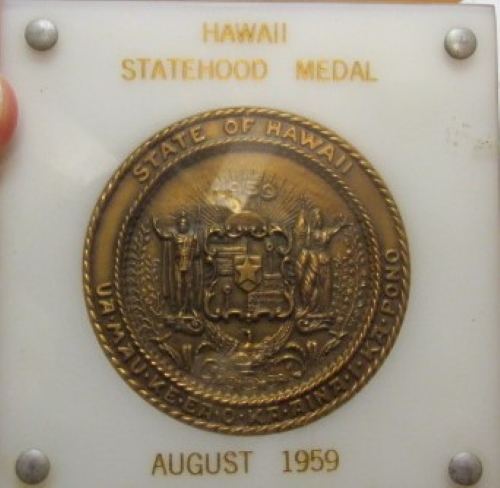 HAWAII
STATEHOOD MEDAL
STATE OF HAWAII
1959
UA·MAU·KE·EA·O·KA·AINA·I·KA·PONO
AUGUST 1959